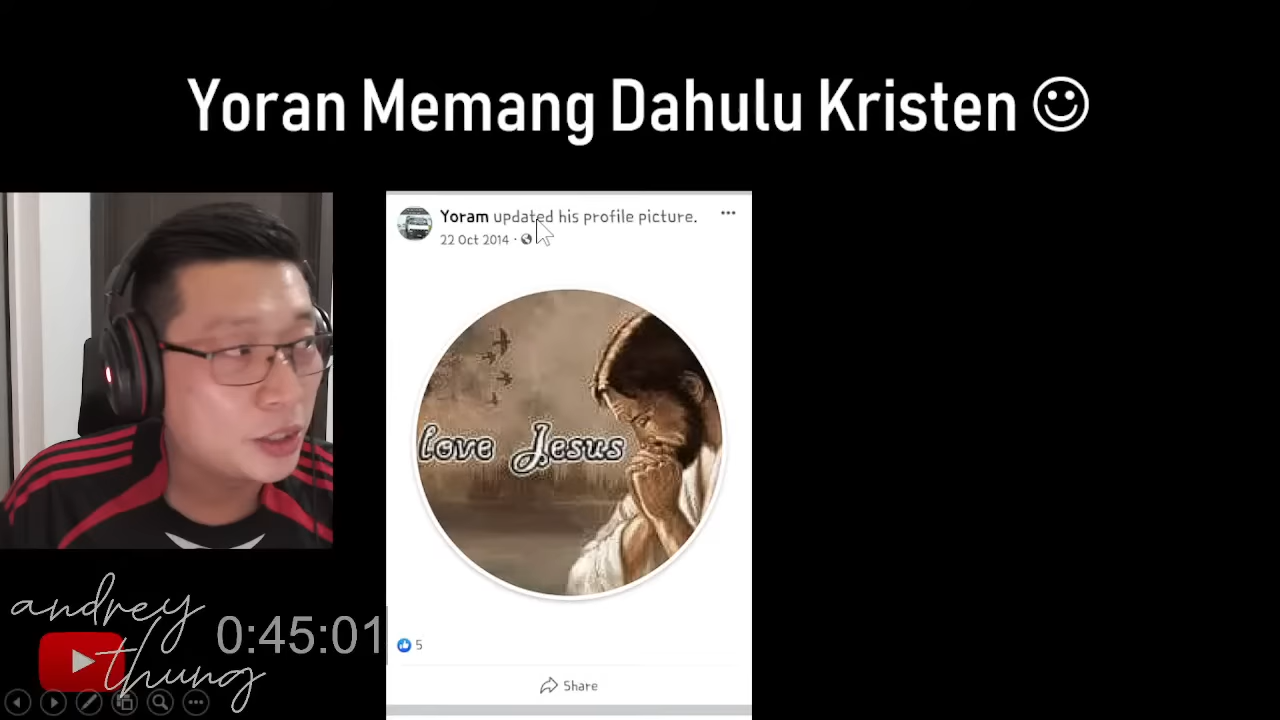 Yoran Memang Dahulu Kristen ☺
Yoram updated his profile picture.
22 Oct 2014 ·
love Jesus
andrey
thung
0:45:01
5
Share